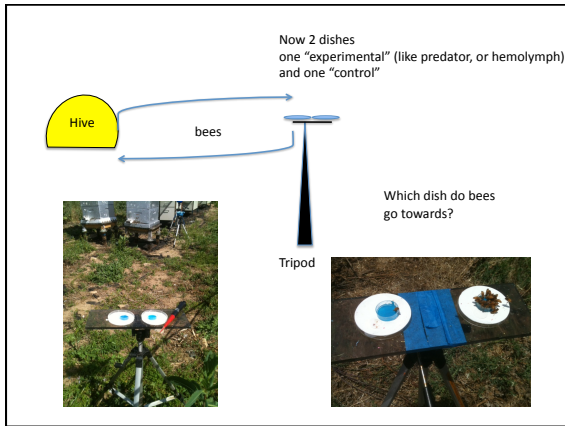 Now 2 dishes
one "experimental" (like predator, or hemolymph)
and one "control"
Hive
bees
Which dish do bees
go towards?
Tripod